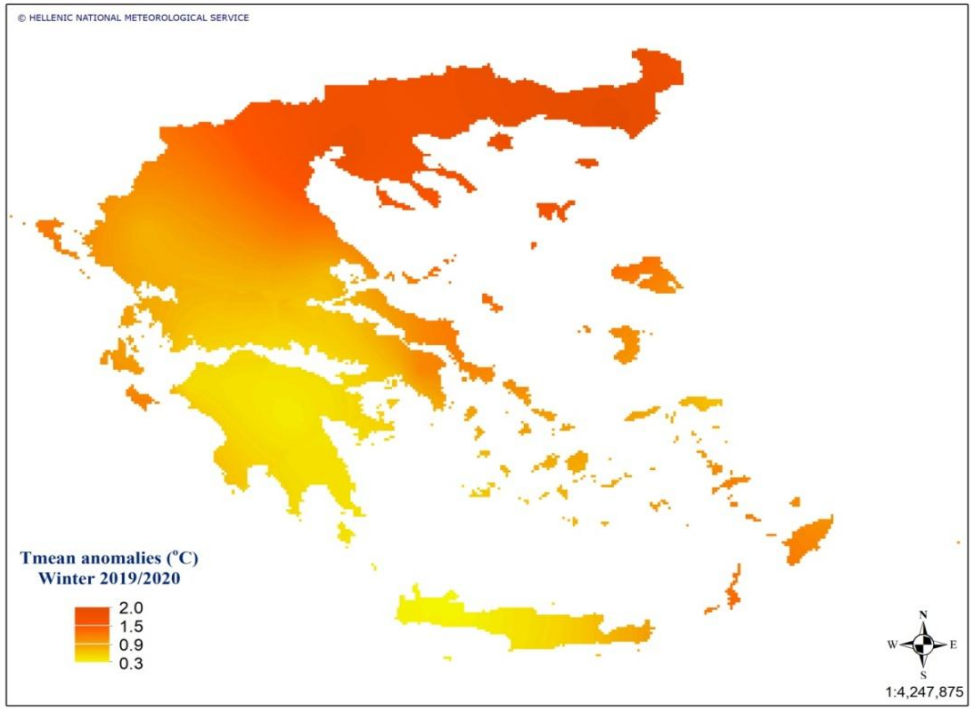 © HELLENIC NATIONAL METEOROLOGICAL SERVICE
Tmean anomalies (°C)
Winter 2019/2020
2.0
1.5
0.9
0.3
N
W E
S
1:4,247,875